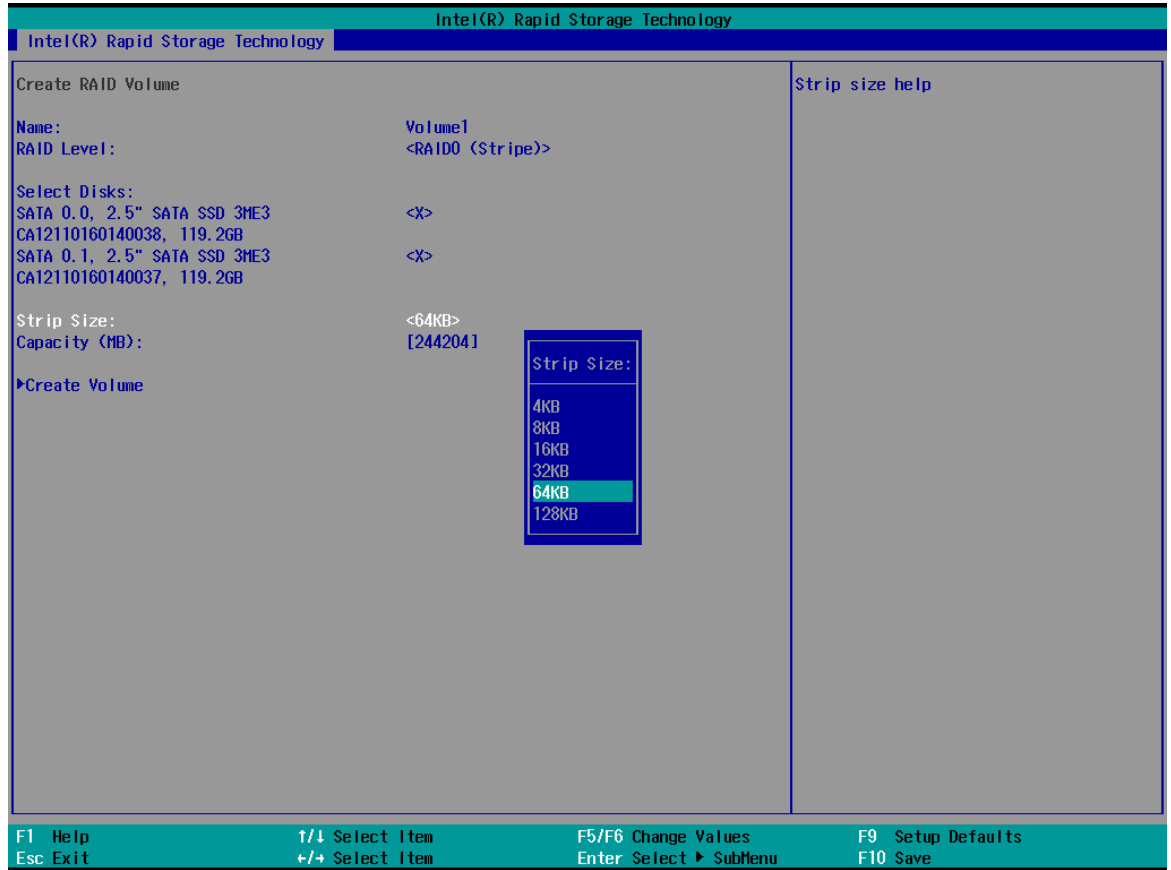 Intel(R) Rapid Storage Technology
Intel(R) Rapid Storage Technology
Create RAID Volume
Strip size help
Name: Volume1
RAID Level: <RAID0 (Stripe)>
Select Disks:
SATA 0.0, 2.5" SATA SSD 3ME3 <X>
CA12110160140038, 119.2GB
SATA 0.1, 2.5" SATA SSD 3ME3 <X>
CA12110160140037, 119.2GB
Strip Size: <64KB>
Capacity (MB): [244204]
▶Create Volume
Strip Size:
4KB
8KB
16KB
32KB
64KB
128KB
F1 Help ↑/↓ Select Item F5/F6 Change Values F9 Setup Defaults
Esc Exit ←/→ Select Item Enter Select ▶ SubMenu F10 Save